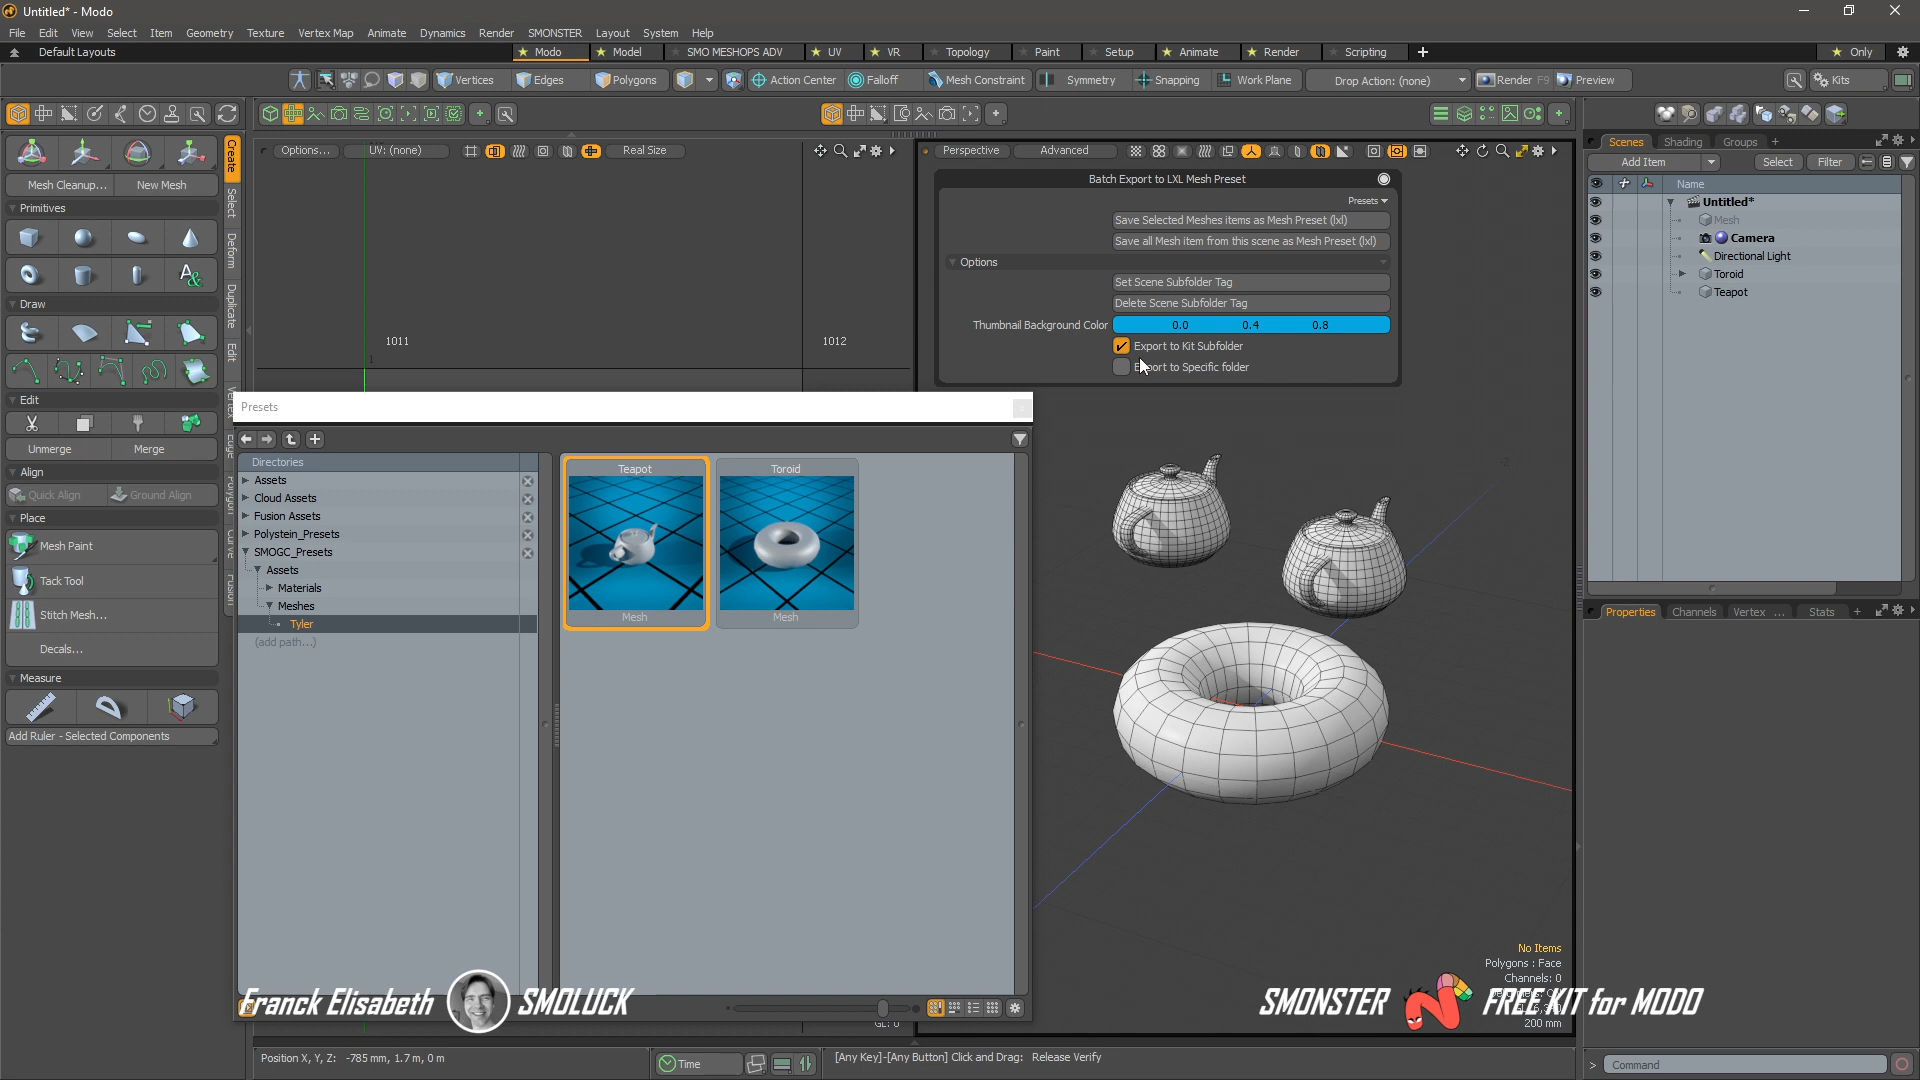 Untitled* - Modo
File Edit View Select Item Geometry Texture Vertex Map Animate Dynamics Render SMONSTER Layout System Help
Default Layouts
Modo Model SMO MESHOPS ADV UV VR Topology Paint Setup Animate Render Scripting Only
Vertices Edges Polygons Action Center Falloff Mesh Constraint Symmetry Snapping Work Plane Drop Action: (none) Render F9 Preview Kits
Mesh Cleanup... New Mesh
Primitives
Draw
Edit
Unmerge Merge
Align
Quick Align Ground Align
Place
Mesh Paint
Tack Tool
Stitch Mesh...
Decals...
Measure
Add Ruler - Selected Components
Create
Select
Deform
Duplicate
Edit
Options... UV: (none) Real Size
1011
1
1012
Perspective Advanced
Batch Export to LXL Mesh Preset
Presets
Save Selected Meshes items as Mesh Preset (lxl)
Save all Mesh item from this scene as Mesh Preset (lxl)
Options
Set Scene Subfolder Tag
Delete Scene Subfolder Tag
Thumbnail Background Color 0.0 0.4 0.8
Export to Kit Subfolder
port to Specific folder
Presets
Directories
Assets
Cloud Assets
Fusion Assets
Polystein_Presets
SMOGC_Presets
Assets
Materials
Meshes
Tyler
(add path...)
Teapot
Mesh
Toroid
Mesh
Scenes Shading Groups
Add Item Select Filter
Name
Untitled*
Mesh
Camera
Directional Light
Toroid
Teapot
Properties Channels Vertex ... Stats
No Items
Polygons : Face
Channels: 0
200 mm
Franck Elisabeth SMOLUCK
SMONSTER FREE KIT for MODO
GL: 0
Position X, Y, Z: -785 mm, 1.7 m, 0 m
Time
[Any Key]-[Any Button] Click and Drag: Release Verify
> Command